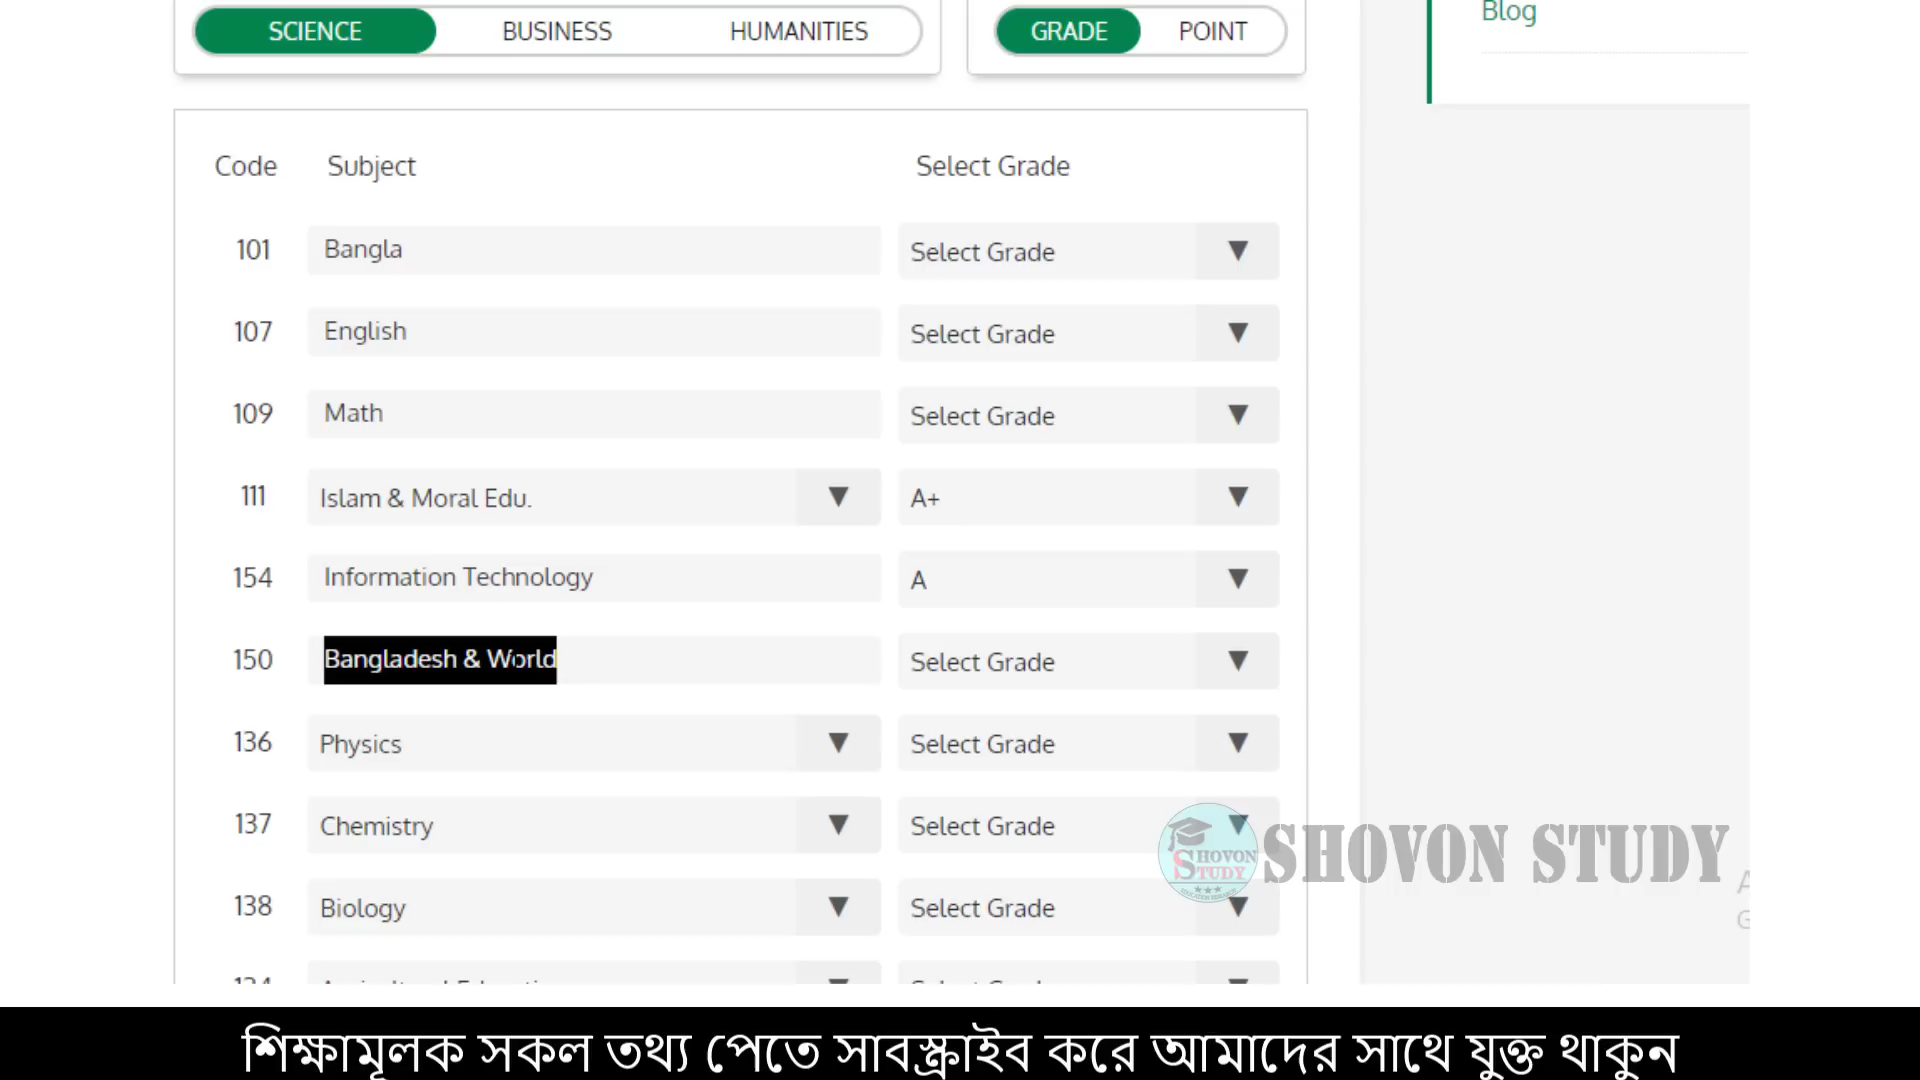 SCIENCE BUSINESS HUMANITIES GRADE POINT
Blog
Code Subject Select Grade
101 Bangla Select Grade
107 English Select Grade
109 Math Select Grade
111 Islam & Moral Edu. A+
154 Information Technology A
150 Bangladesh & World Select Grade
136 Physics Select Grade
137 Chemistry Select Grade
138 Biology Select Grade
SHOVON STUDY
SHOVON STUDY
শিক্ষামূলক সকল তথ্য পেতে সাবস্ক্রাইব করে আমাদের সাথে যুক্ত থাকুন